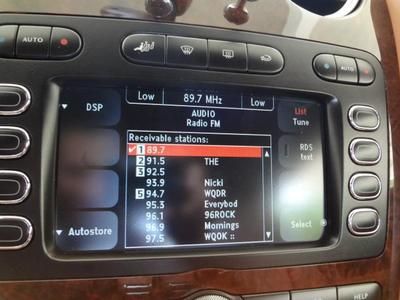 AUTO
AUTO
Low 89.7 MHz Low
DSP
AUDIO
Radio FM
List
Tune
Receivable stations:
✓ 1 89.7
2 91.5 THE
3 92.5
93.9 Nicki
5 94.7 WQDR
95.3 Everybod
96.1 96ROCK
96.9 Mornings
97.5 WQOK ::
RDS
text
Autostore
Select
HELP